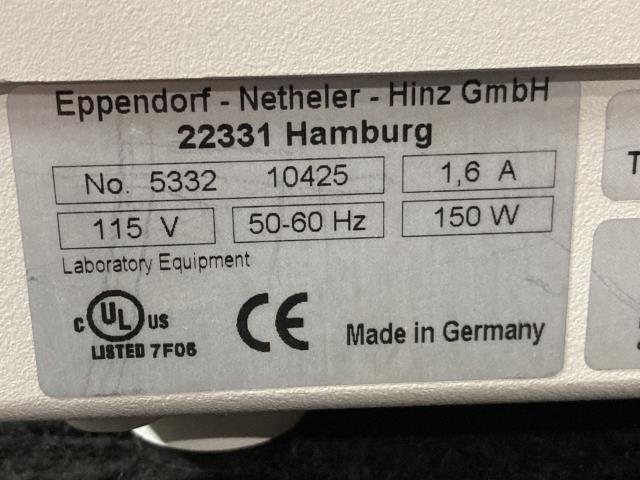 Eppendorf - Netheler - Hinz GmbH
22331 Hamburg
No. 5332 10425 1,6 A
115 V 50-60 Hz 150 W
Laboratory Equipment
C UL US
LISTED 7F06
CE
Made in Germany
T